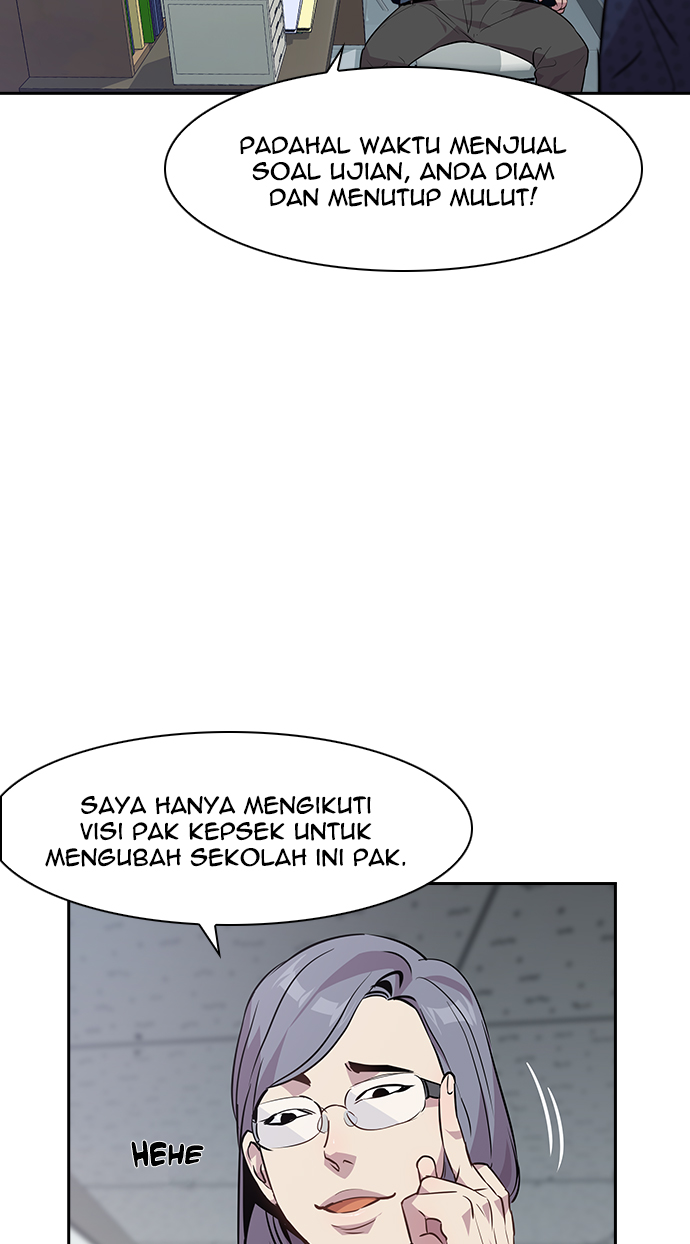 PADAHAL WAKTU MENJUAL
SOAL UJIAN, ANDA DIAM
DAN MENUTUP MULUT!
SAYA HANYA MENGIKUTI
VISI PAK KEPSEK UNTUK
MENGUBAH SEKOLAH INI PAK.
HEHE